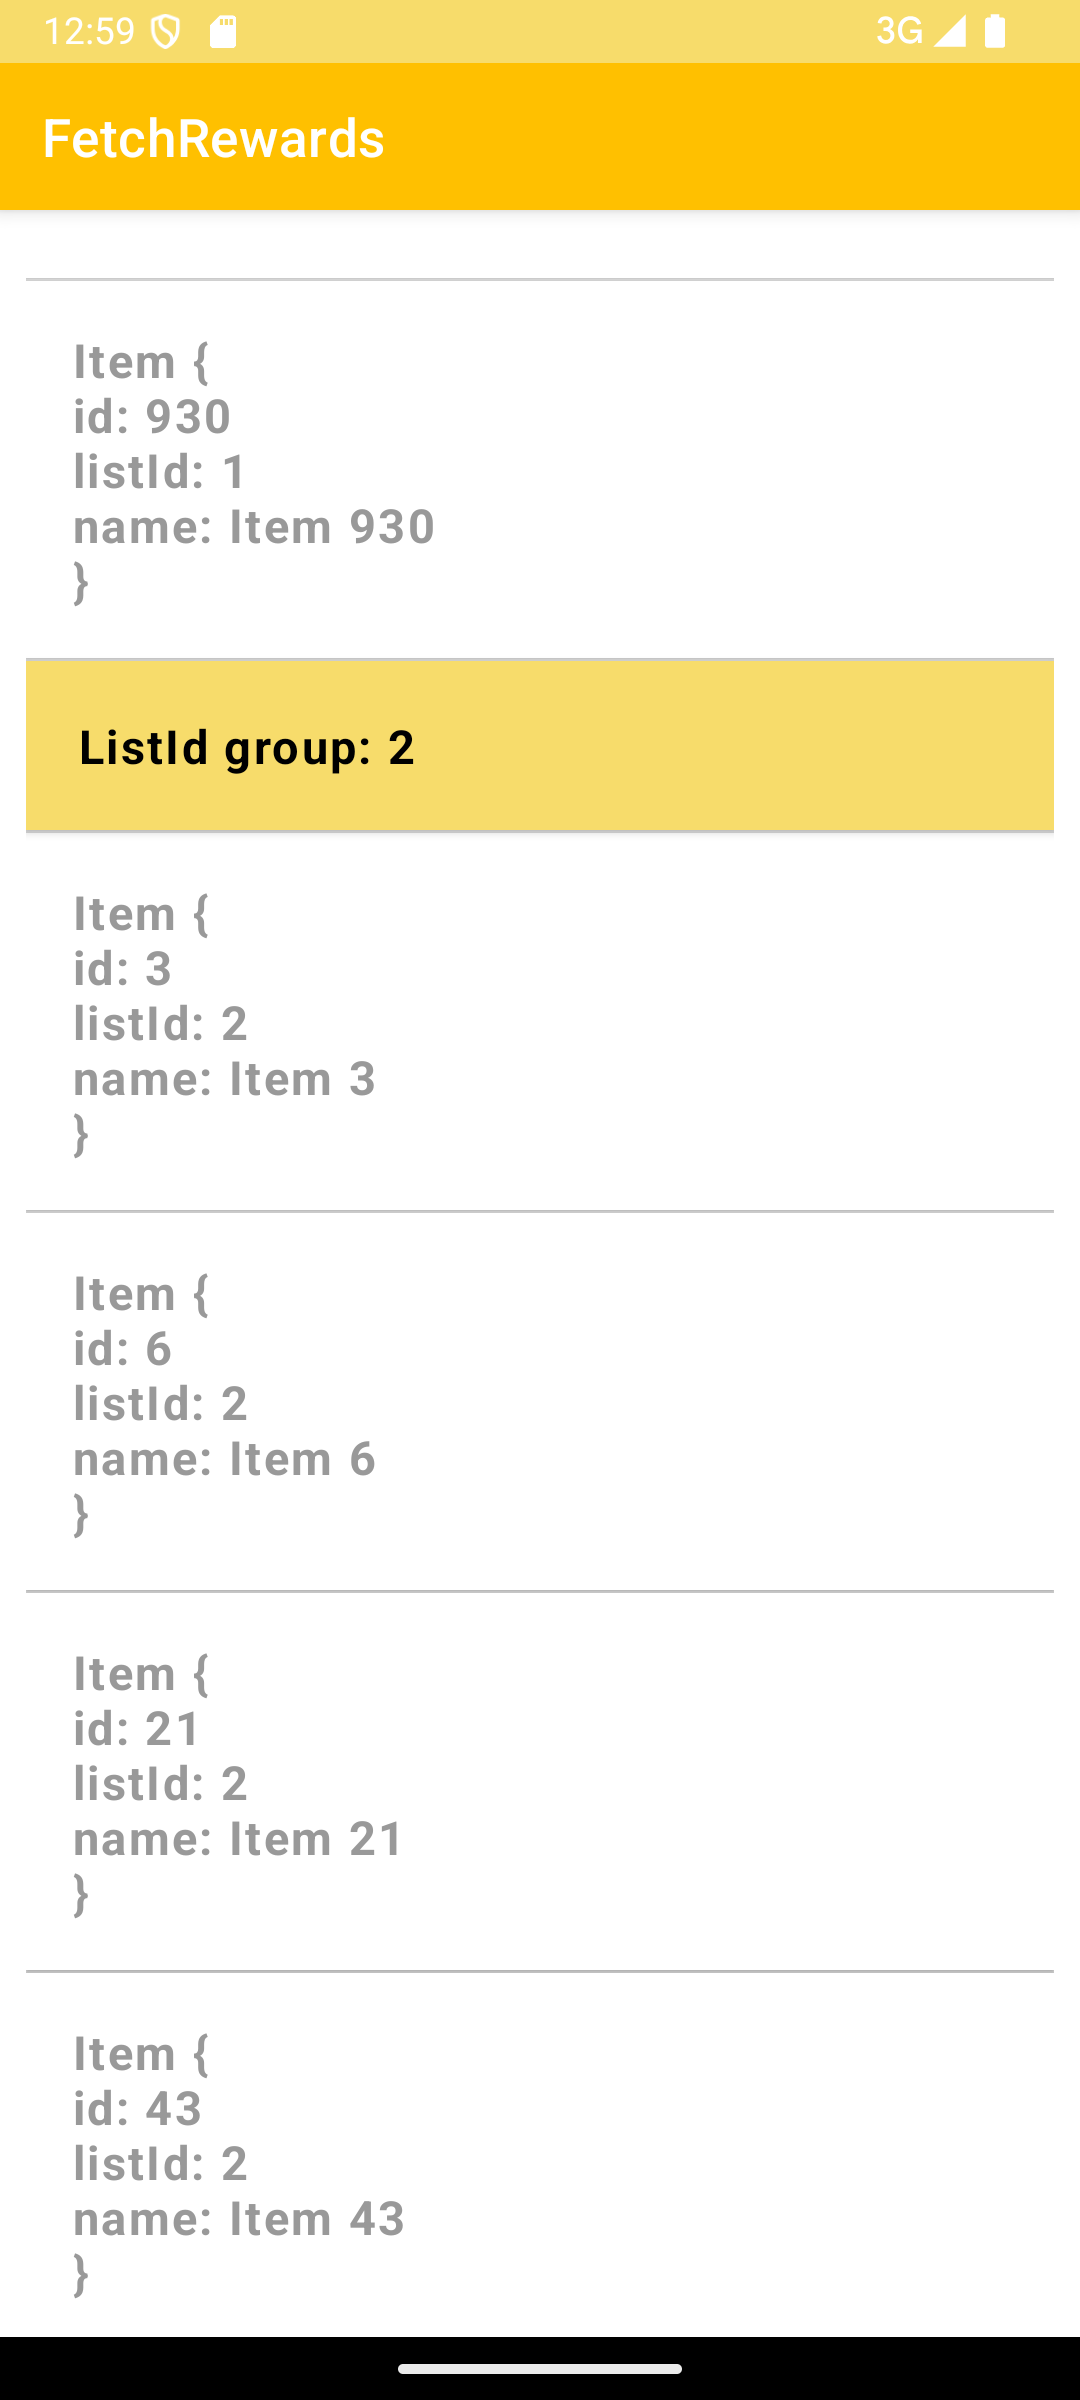 12:59
3G
FetchRewards
Item {
id: 930
listId: 1
name: Item 930
}
ListId group: 2
Item {
id: 3
listId: 2
name: Item 3
}
Item {
id: 6
listId: 2
name: Item 6
}
Item {
id: 21
listId: 2
name: Item 21
}
Item {
id: 43
listId: 2
name: Item 43
}